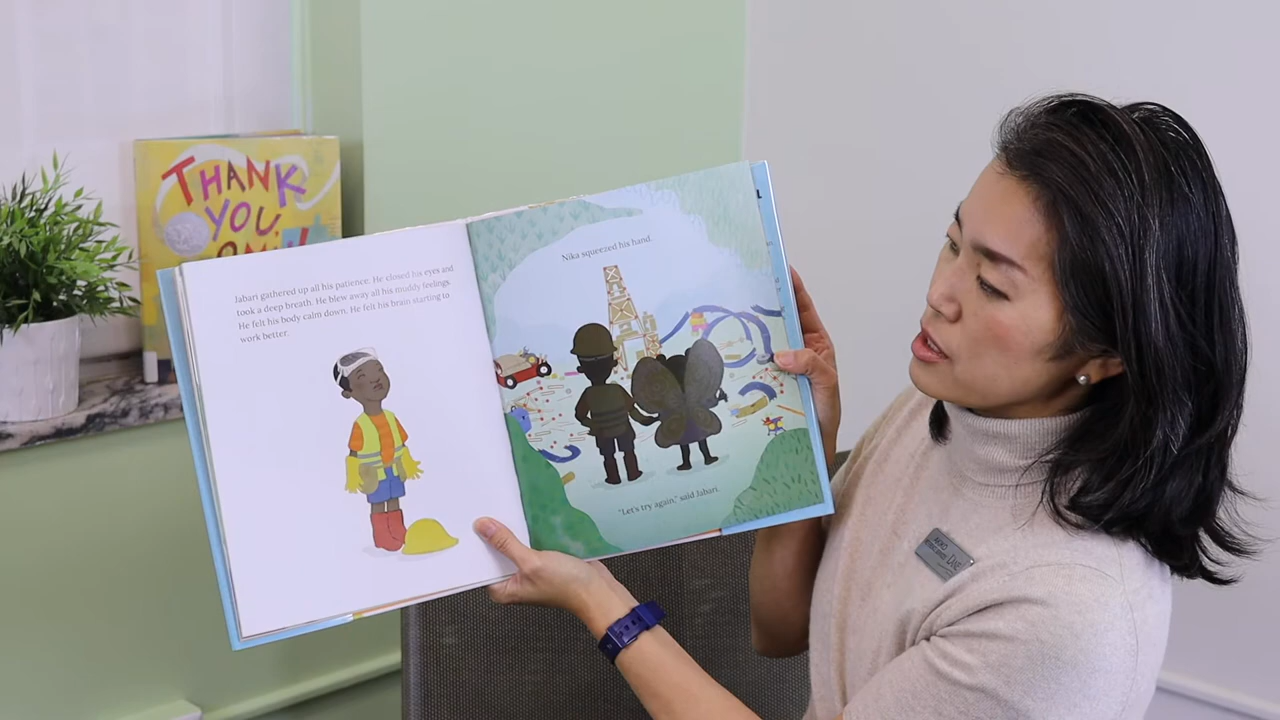 THANK
YOU,
OMU!
Jabari gathered up all his patience. He closed his eyes and
took a deep breath. He blew away all his muddy feelings.
He felt his body calm down. He felt his brain starting to
work better.
Nika squeezed his hand.
"Let's try again," said Jabari.